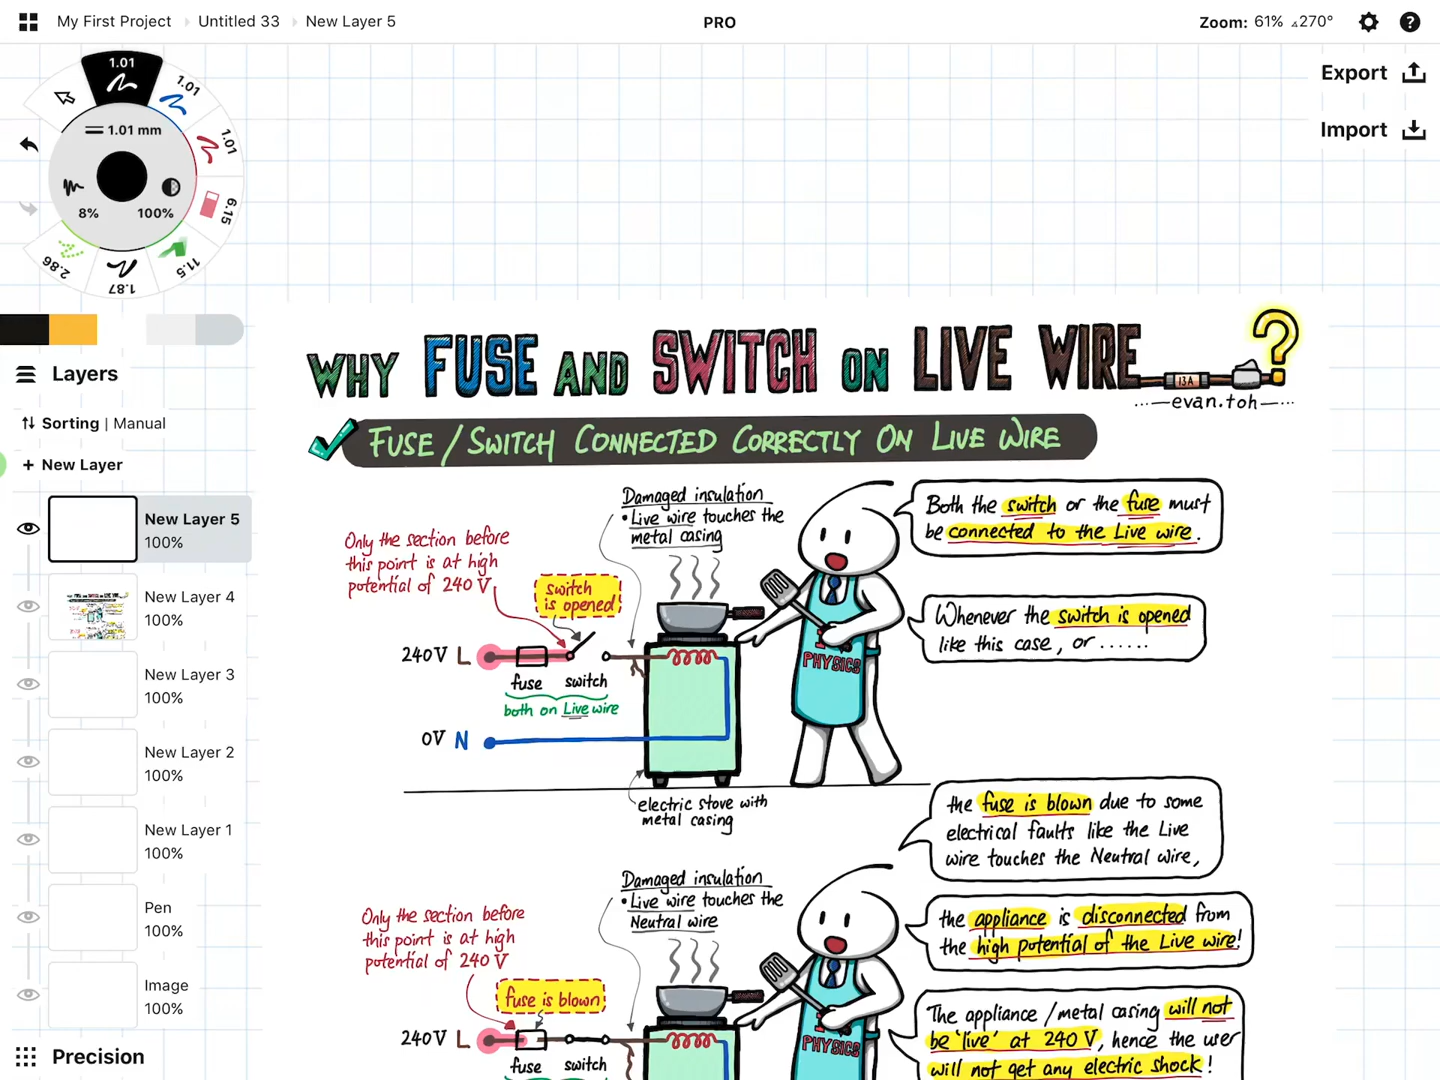 My First Project
Untitled 33
New Layer 5
PRO
Zoom: 61% 270°
Export
Import
1.01
1.01
1.01
6.15
11.5
1.87
2.86
1.01 mm
8%
100%
Layers
Sorting | Manual
+ New Layer
New Layer 5
100%
New Layer 4
100%
New Layer 3
100%
New Layer 2
100%
New Layer 1
100%
Pen
100%
Image
100%
Precision
WHY FUSE AND SWITCH ON LIVE WIRE ?
13A
evan.toh
FUSE / SWITCH CONNECTED CORRECTLY ON LIVE WIRE
Damaged insulation
• Live wire touches the
metal casing
Only the section before
this point is at high
potential of 240 V
switch
is opened
240V L
fuse switch
both on Live wire
0V N
electric stove with
metal casing
PHYSICS
Both the switch or the fuse must
be connected to the Live wire.
Whenever the switch is opened
like this case, or ......
the fuse is blown due to some
electrical faults like the Live
wire touches the Neutral wire,
Damaged insulation
• Live wire touches the
Neutral wire
Only the section before
this point is at high
potential of 240 V
fuse is blown
240V L
fuse switch
I
PHYSICS
the appliance is disconnected from
the high potential of the Live wire!
The appliance / metal casing will not
be 'live' at 240 V, hence the user
will not get any electric shock!